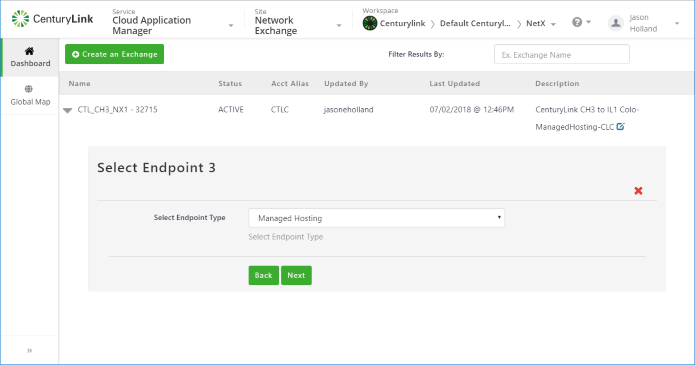 CenturyLink
Service
Cloud Application
Manager
Site
Network
Exchange
Workspace
Centurylink > Default Centuryl... > NetX
?
Jason
Holland
Dashboard
Global Map
»
Create an Exchange
Filter Results By:
Ex. Exchange Name
Name Status Acct Alias Updated By Last Updated Description
CTL_CH3_NX1 - 32715 ACTIVE CTLC jasoneholland 07/02/2018 @ 12:46PM CenturyLink CH3 to IL1 Colo-
ManagedHosting-CLC
Select Endpoint 3
Select Endpoint Type
Managed Hosting
Select Endpoint Type
Back Next